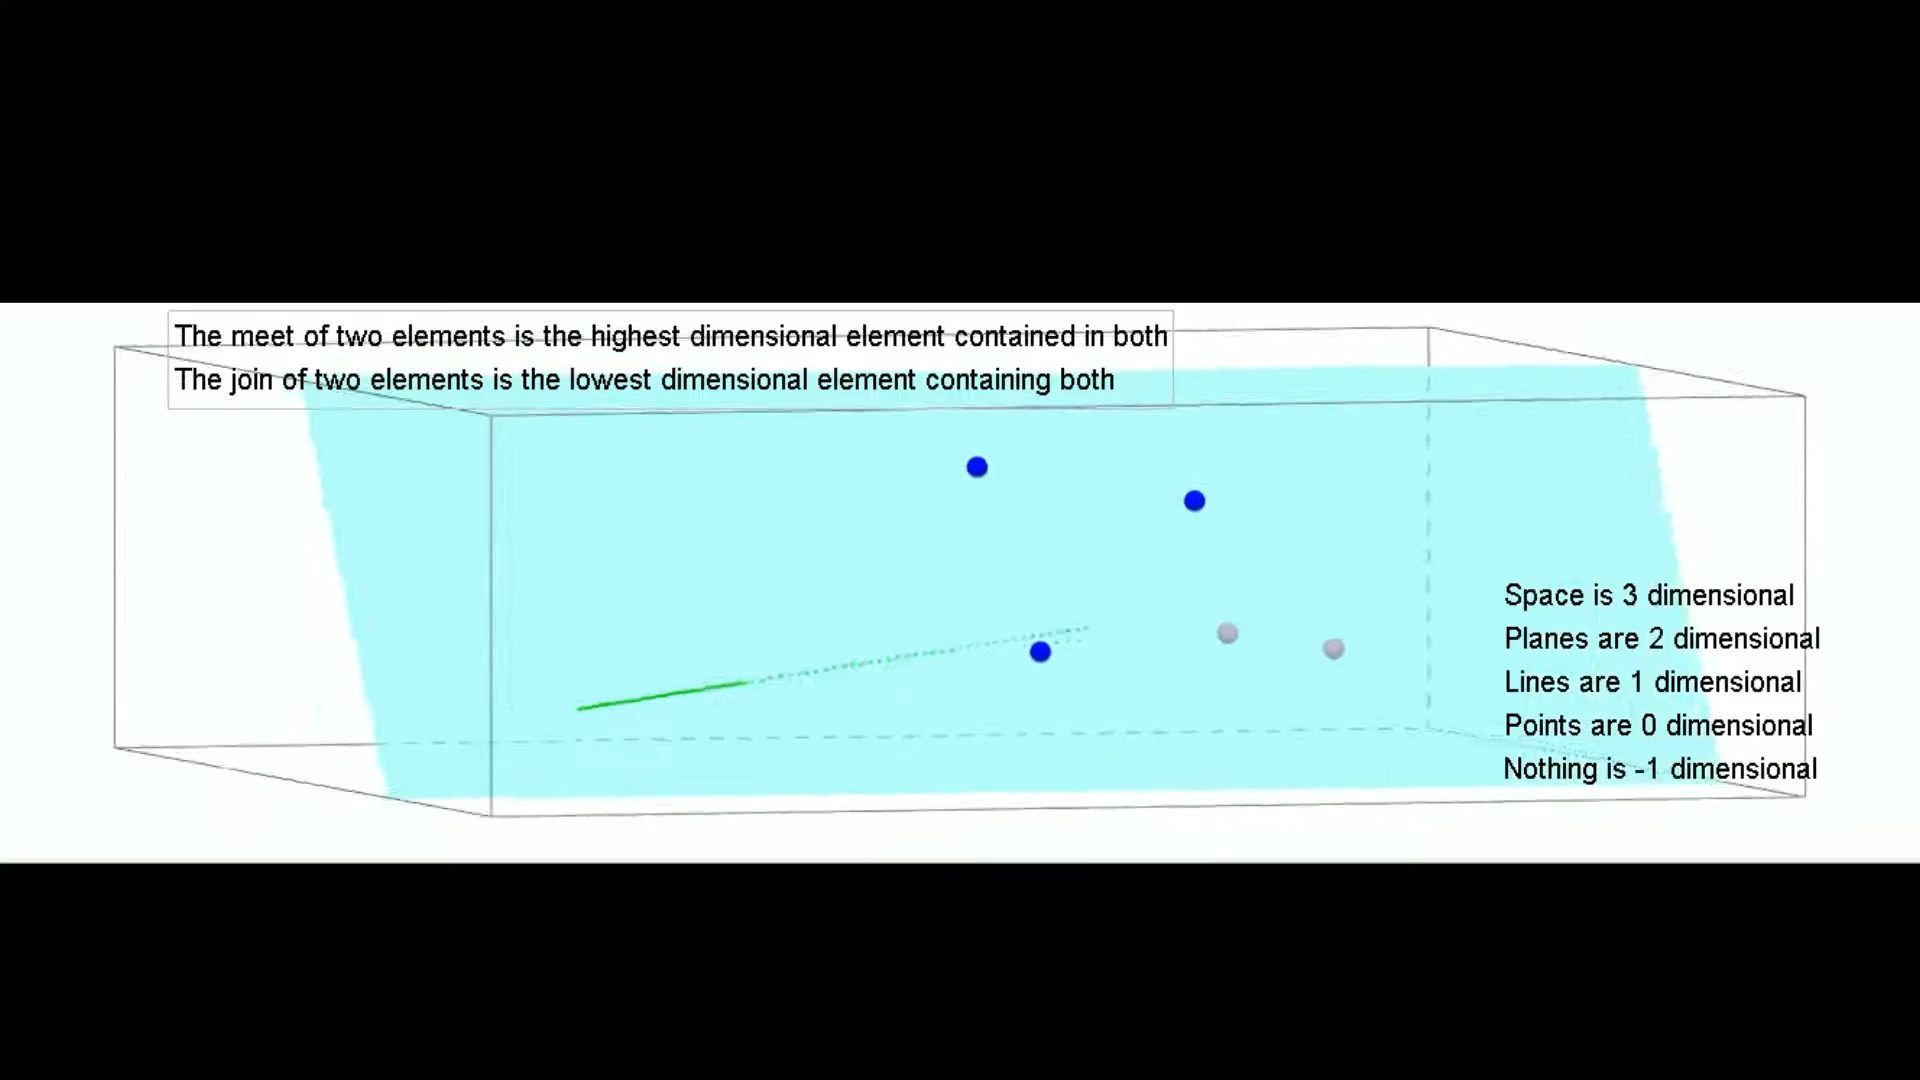 The meet of two elements is the highest dimensional element contained in both
The join of two elements is the lowest dimensional element containing both
Space is 3 dimensional
Planes are 2 dimensional
Lines are 1 dimensional
Points are 0 dimensional
Nothing is -1 dimensional